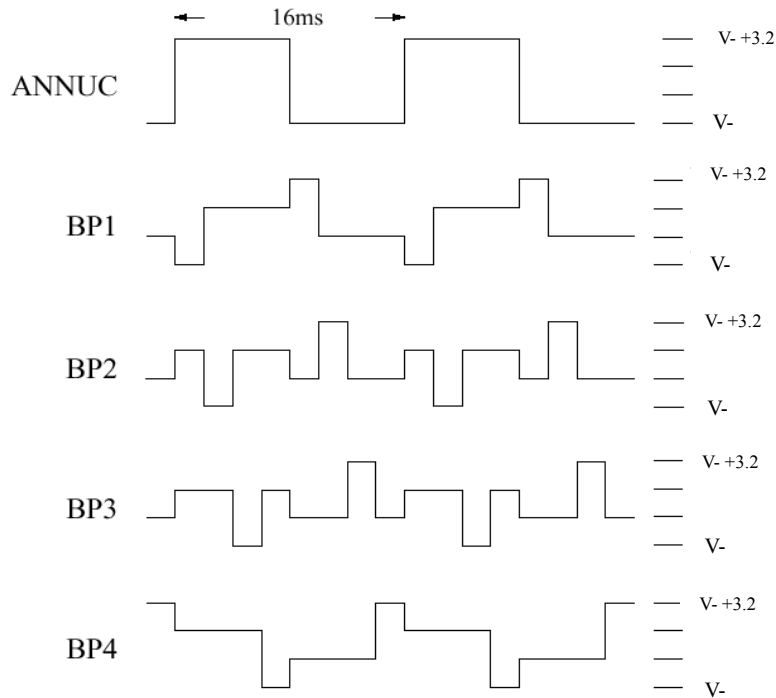 16ms
V- +3.2
ANNUC
V-
V- +3.2
BP1
V-
V- +3.2
BP2
V-
V- +3.2
BP3
V-
V- +3.2
BP4
V-